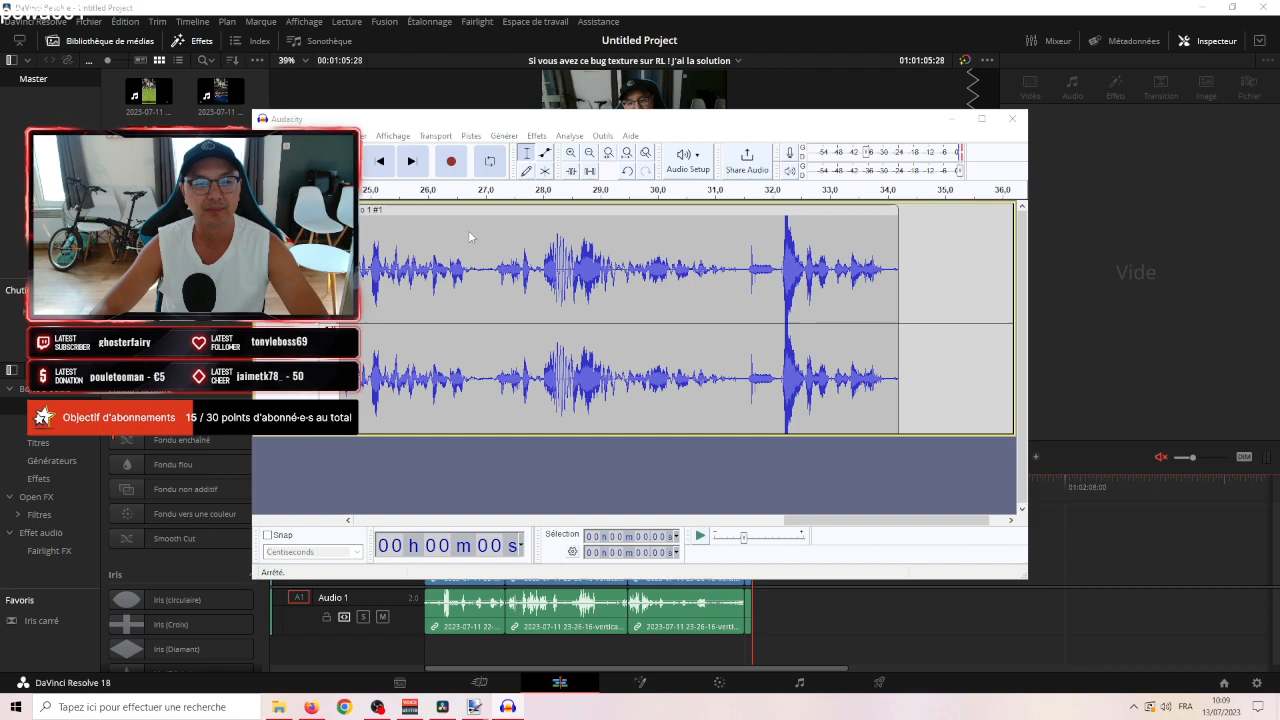 DaVinci Resolve - Untitled Project
DaVinci Resolve Fichier Édition Trim Timeline Plan Marque Affichage Lecture Fusion Étalonnage Fairlight Espace de travail Assistance
Bibliothèque de médias Effets Index Sonothèque Untitled Project Mixeur Métadonnées Inspecteur
39% 00:01:05:28 Si vous avez ce bug texture sur RL ! J'ai la solution 01:01:05:28
Master
2023-07-11 ... 2023-07-11 ...
Vidéo Audio Effets Transition Image Fichier
Audacity
Affichage Transport Pistes Générer Effets Analyse Outils Aide
Audio Setup Share Audio
G
D
-54 -48 -42 -36 -30 -24 -18 -12 -6
G
D
-54 -48 -42 -36 -30 -24 -18 -12 -6 0
25,0 26,0 27,0 28,0 29,0 30,0 31,0 32,0 33,0 34,0 35,0 36,0
o 1 #1
Vide
LATEST SUBSCRIBER ghosterfairy LATEST FOLLOWER tonyleboss69
LATEST DONATION pouletooman - €5 LATEST CHEER jaimetk78_ - 50
Objectif d'abonnements 15 / 30 points d'abonné·e·s au total
Fondu enchaîné
Titres
Générateurs
Fondu flou
Effets
Fondu non additif
Open FX
Filtres
Fondu vers une couleur
Effet audio
Smooth Cut
Fairlight FX
DIM
01:02:08:00
Snap
Centiseconds
00 h 00 m 00 s
Sélection
00 h 00 m 00,00 s
00 h 00 m 00,00 s
Arrêté.
Iris
Favoris
Iris (circulaire)
Iris carré
Iris (Croix)
Iris (Diamant)
A1 Audio 1 2.0
S M
2023-07-11 22-... 2023-07-11 23-26-16-vertica... 2023-07-11 23-26-16-verti...
DaVinci Resolve 18
Tapez ici pour rechercher
FRA
10:09
13/07/2023